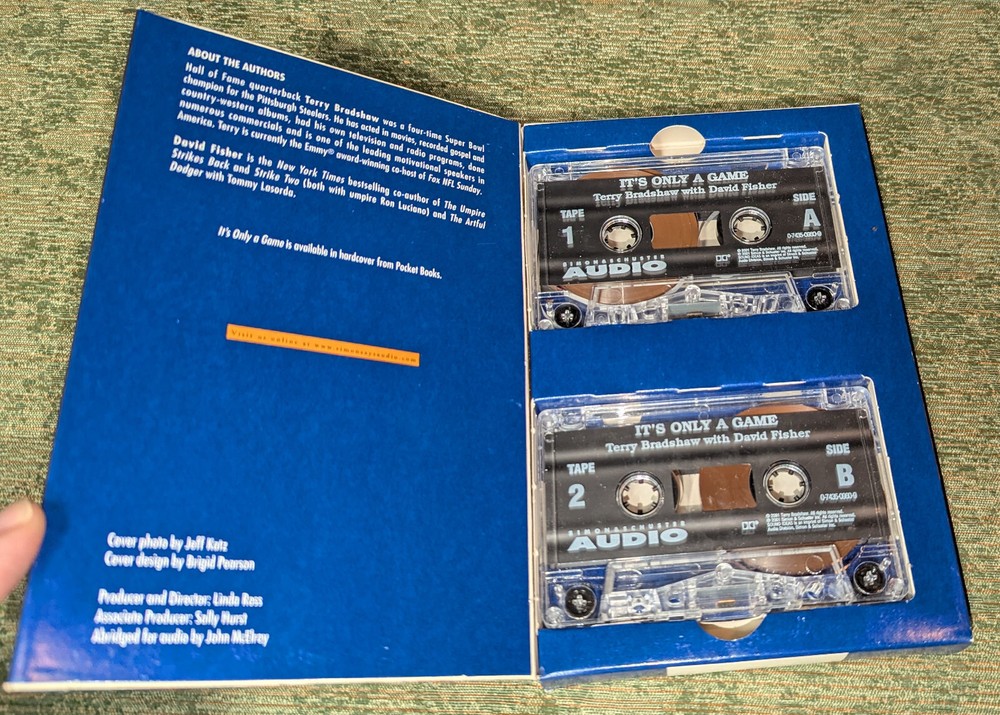 ABOUT THE AUTHORS
Hall of Fame quarterback Terry Bradshaw was a four-time Super Bowl
champion for the Pittsburgh Steelers. He has acted in movies, recorded gospel and
country-western albums, had his own television and radio programs, done
numerous commercials and is one of the leading motivational speakers in
America. Terry is currently the Emmy® award-winning co-host of Fox NFL Sunday.
David Fisher is the New York Times bestselling co-author of The Umpire
Strikes Back and Strike Two (both with umpire Ron Luciano) and The Artful
Dodger with Tommy Lasorda.
It's Only a Game is available in hardcover from Pocket Books.
Visit us online at www.simonsaysaudio.com
Cover photo by Jeff Katz
Cover design by Brigid Pearson
Producer and Director: Linda Ross
Associate Producer: Sally Hurst
Abridged for audio by John McElroy
IT'S ONLY A GAME
Terry Bradshaw with David Fisher
TAPE
1
SIDE
A
0-7435-0980-9
SIMON & SCHUSTER
AUDIO
IT'S ONLY A GAME
Terry Bradshaw with David Fisher
TAPE
2
SIDE
B
0-7435-0980-9
SIMON & SCHUSTER
AUDIO